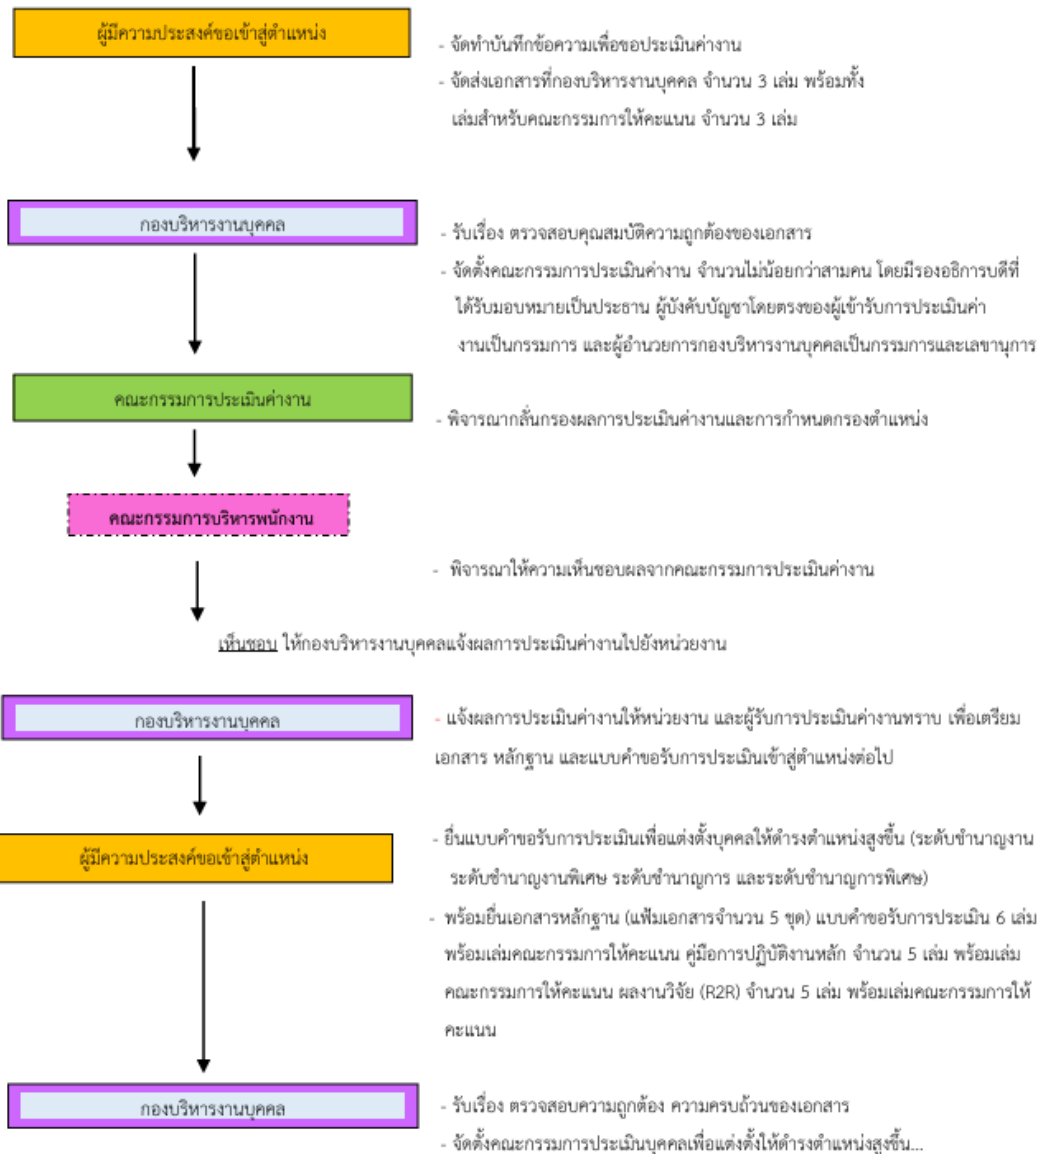 ผู้มีความประสงค์ขอเข้าสู่ตำแหน่ง
- จัดทำบันทึกข้อความเพื่อขอประเมินค่างาน
- จัดส่งเอกสารที่กองบริหารงานบุคคล จำนวน 3 เล่ม พร้อมทั้ง
เล่มสำหรับคณะกรรมการให้คะแนน จำนวน 3 เล่ม
กองบริหารงานบุคคล
- รับเรื่อง ตรวจสอบคุณสมบัติความถูกต้องของเอกสาร
- จัดตั้งคณะกรรมการประเมินค่างาน จำนวนไม่น้อยกว่าสามคน โดยมีรองอธิการบดีที่
ได้รับมอบหมายเป็นประธาน ผู้บังคับบัญชาโดยตรงของผู้เข้ารับการประเมินค่า
งานเป็นกรรมการ และผู้อำนวยการกองบริหารงานบุคคลเป็นกรรมการและเลขานุการ
คณะกรรมการประเมินค่างาน
- พิจารณากลั่นกรองผลการประเมินค่างานและการกำหนดกรองตำแหน่ง
คณะกรรมการบริหารพนักงาน
- พิจารณาให้ความเห็นชอบผลจากคณะกรรมการประเมินค่างาน
เห็นชอบ ให้กองบริหารงานบุคคลแจ้งผลการประเมินค่างานไปยังหน่วยงาน
กองบริหารงานบุคคล
- แจ้งผลการประเมินค่างานให้หน่วยงาน และผู้รับการประเมินค่างานทราบ เพื่อเตรียม
เอกสาร หลักฐาน และแบบคำขอรับการประเมินเข้าสู่ตำแหน่งต่อไป
ผู้มีความประสงค์ขอเข้าสู่ตำแหน่ง
- ยื่นแบบคำขอรับการประเมินเพื่อแต่งตั้งบุคคลให้ดำรงตำแหน่งสูงขึ้น (ระดับชำนาญงาน
ระดับชำนาญงานพิเศษ ระดับชำนาญการ และระดับชำนาญการพิเศษ)
- พร้อมยื่นเอกสารหลักฐาน (แฟ้มเอกสารจำนวน 5 ชุด) แบบคำขอรับการประเมิน 6 เล่ม
พร้อมเล่มคณะกรรมการให้คะแนน คู่มือการปฏิบัติงานหลัก จำนวน 5 เล่ม พร้อมเล่ม
คณะกรรมการให้คะแนน ผลงานวิจัย (R2R) จำนวน 5 เล่ม พร้อมเล่มคณะกรรมการให้
คะแนน
กองบริหารงานบุคคล
- รับเรื่อง ตรวจสอบความถูกต้อง ความครบถ้วนของเอกสาร
- จัดตั้งคณะกรรมการประเมินบุคคลเพื่อแต่งตั้งให้ดำรงตำแหน่งสูงขึ้น...